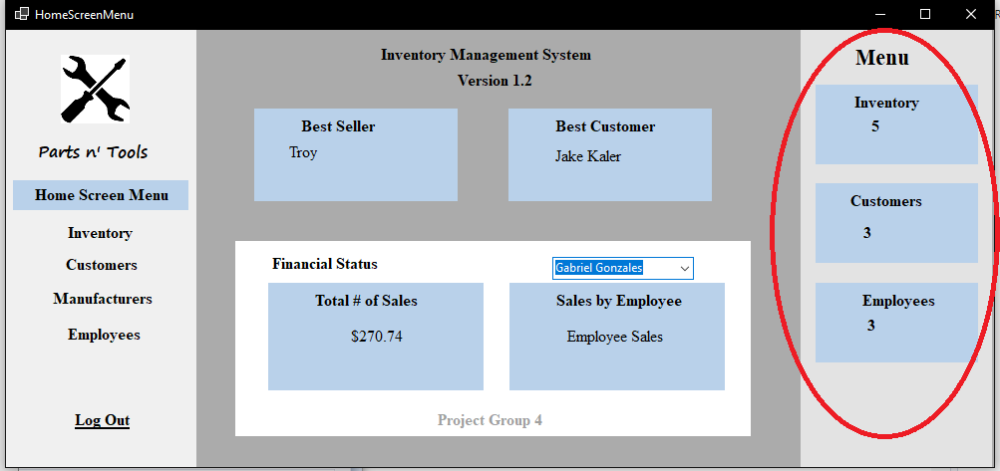 HomeScreenMenu
Parts n' Tools
Home Screen Menu
Inventory
Customers
Manufacturers
Employees
Log Out
Inventory Management System
Version 1.2
Best Seller
Troy
Best Customer
Jake Kaler
Financial Status
Gabriel Gonzales
Total # of Sales
$270.74
Sales by Employee
Employee Sales
Project Group 4
Menu
Inventory
5
Customers
3
Employees
3